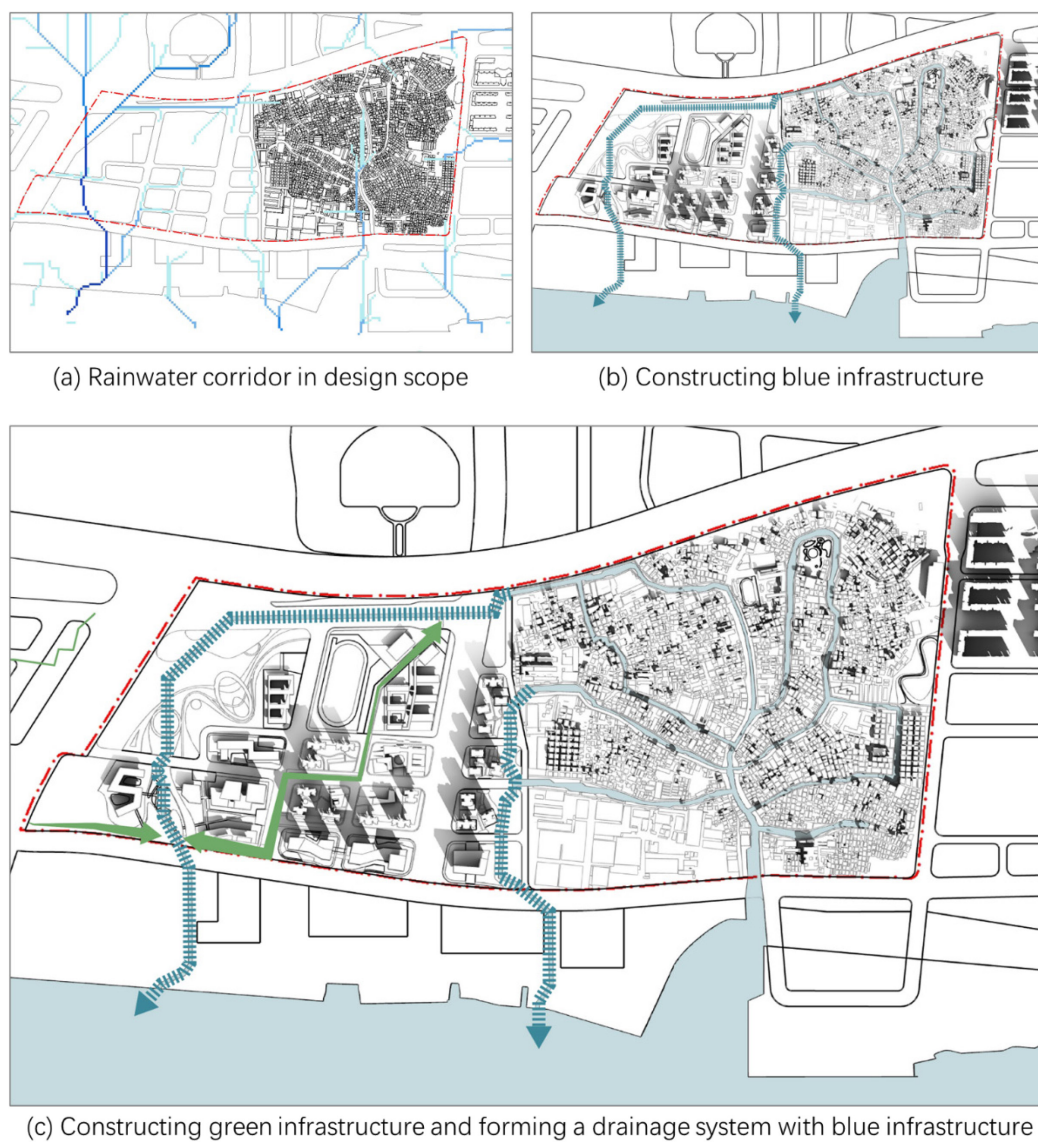 (a) Rainwater corridor in design scope
(b) Constructing blue infrastructure
(c) Constructing green infrastructure and forming a drainage system with blue infrastructure